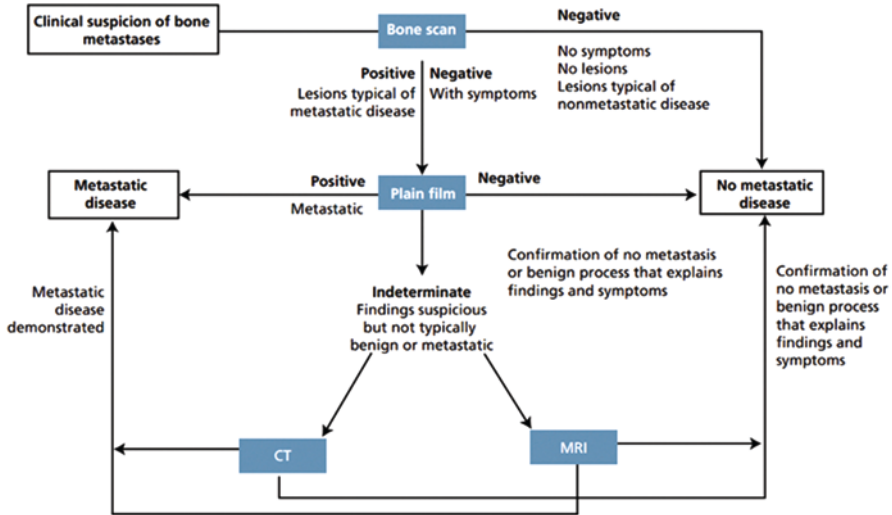 Clinical suspicion of bone
metastases
Bone scan
Negative
No symptoms
No lesions
Lesions typical of
nonmetastatic disease
Positive
Lesions typical of
metastatic disease
Negative
With symptoms
Metastatic
disease
Positive
Metastatic
Plain film
Negative
No metastatic
disease
Confirmation of no metastasis
or benign process that explains
findings and symptoms
Confirmation of
no metastasis or
benign process
that explains
findings and
symptoms
Metastatic
disease
demonstrated
Indeterminate
Findings suspicious
but not typically
benign or metastatic
CT
MRI